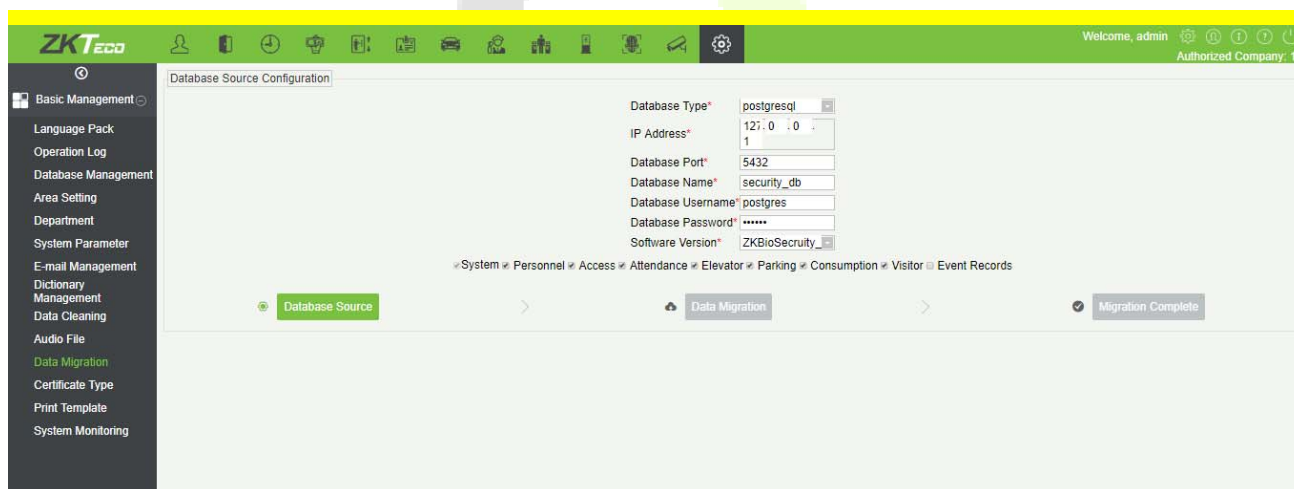 ZKTeco
Welcome, admin
Authorized Company: 1
Basic Management
Language Pack
Operation Log
Database Management
Area Setting
Department
System Parameter
E-mail Management
Dictionary
Management
Data Cleaning
Audio File
Data Migration
Certificate Type
Print Template
System Monitoring
Database Source Configuration
Database Type* postgresql
IP Address* 127. 0 . 0 .
1
Database Port* 5432
Database Name* security_db
Database Username* postgres
Database Password* ••••••
Software Version* ZKBioSecruity_
System Personnel Access Attendance Elevator Parking Consumption Visitor Event Records
Database Source Data Migration Migration Complete